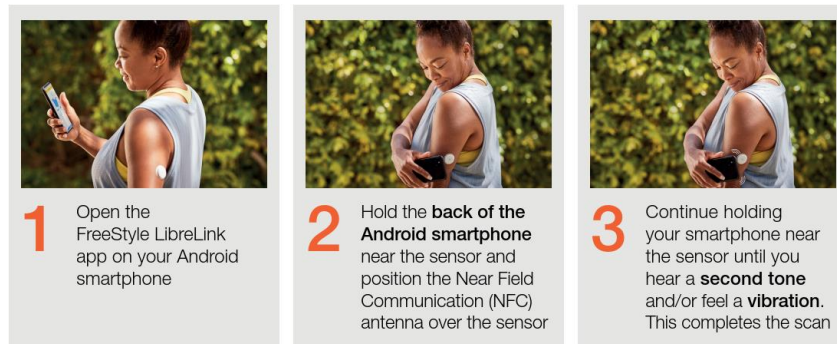 1
Open the
FreeStyle LibreLink
app on your Android
smartphone
2
Hold the back of the
Android smartphone
near the sensor and
position the Near Field
Communication (NFC)
antenna over the sensor
3
Continue holding
your smartphone near
the sensor until you
hear a second tone
and/or feel a vibration.
This completes the scan